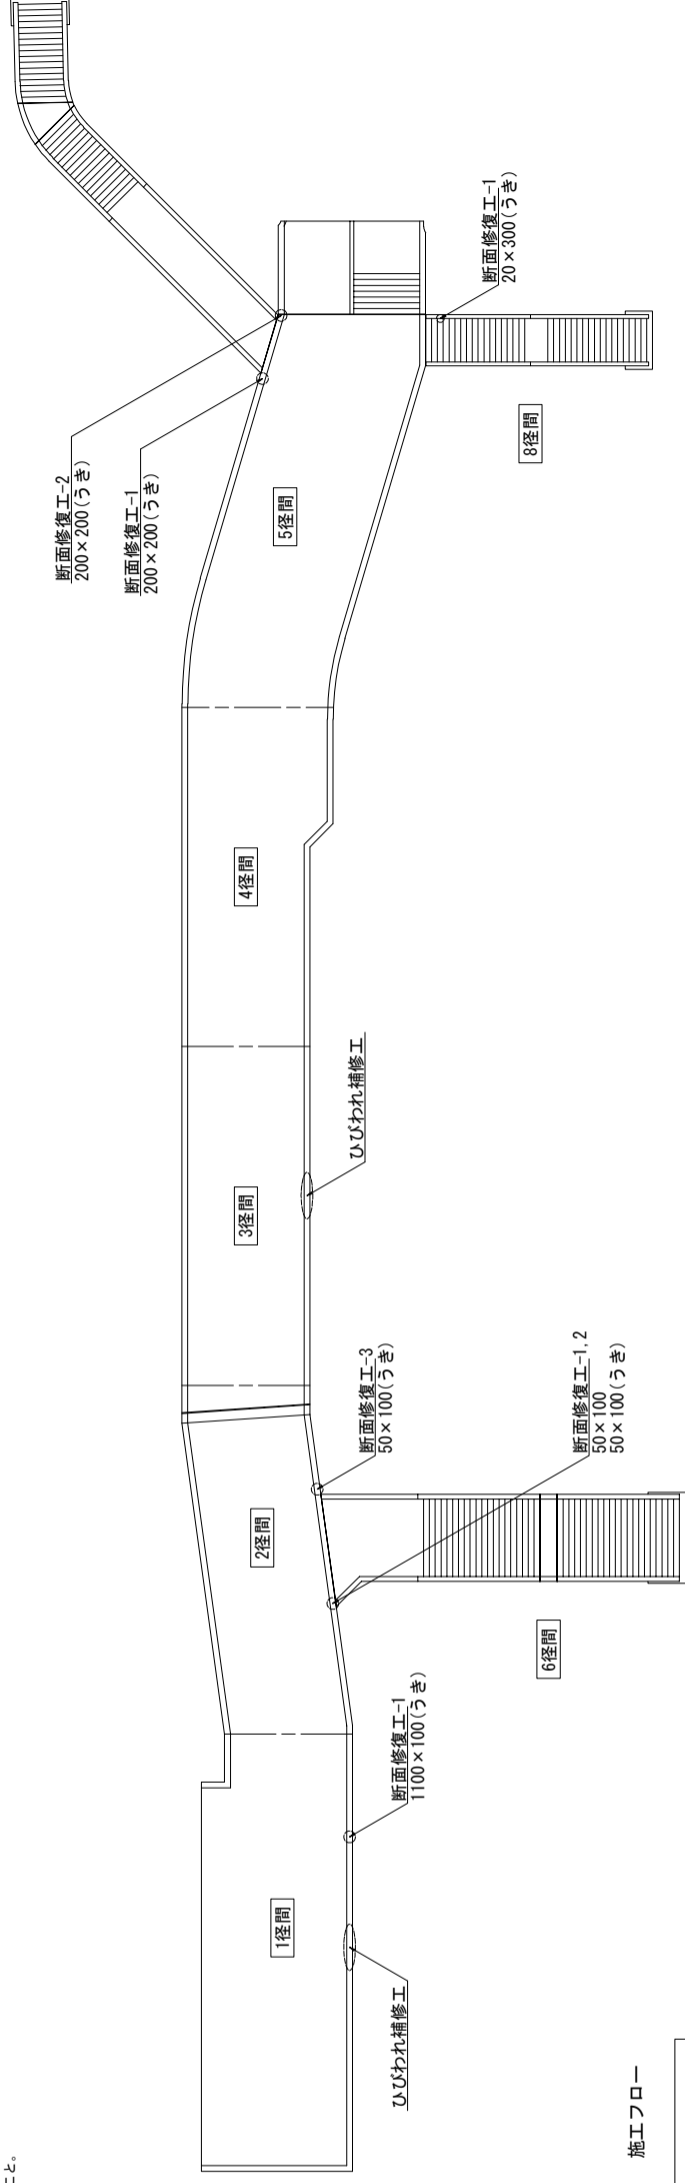 断面修復工-2
200×200(うき)
断面修復工-1
200×200(うき)
断面修復工-1
20×300(うき)
5径間
8径間
4径間
3径間
ひびわれ補修工
断面修復工-3
50×100(うき)
断面修復工-1,2
50×100
50×100(うき)
2径間
6径間
断面修復工-1
1100×100(うき)
1径間
ひびわれ補修工
施工フロー
こと。